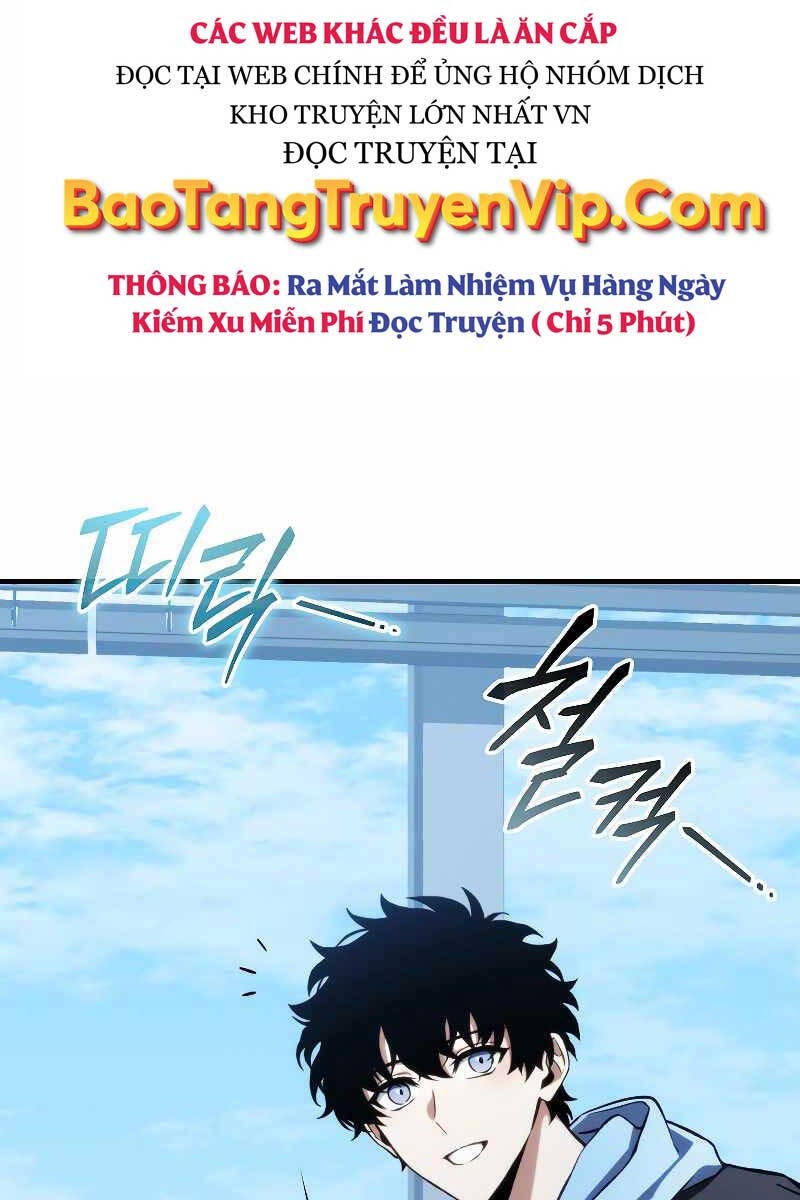 CÁC WEB KHÁC ĐỀU LÀ ĂN CẮP
ĐỌC TẠI WEB CHÍNH ĐỂ ỦNG HỘ NHÓM DỊCH
KHO TRUYỆN LỚN NHẤT VN
ĐỌC TRUYỆN TẠI
BaoTangTruyenVip.Com
THÔNG BÁO: Ra Mắt Làm Nhiệm Vụ Hàng Ngày
Kiếm Xu Miễn Phí Đọc Truyện ( Chỉ 5 Phút)
띠릭--
철컥--